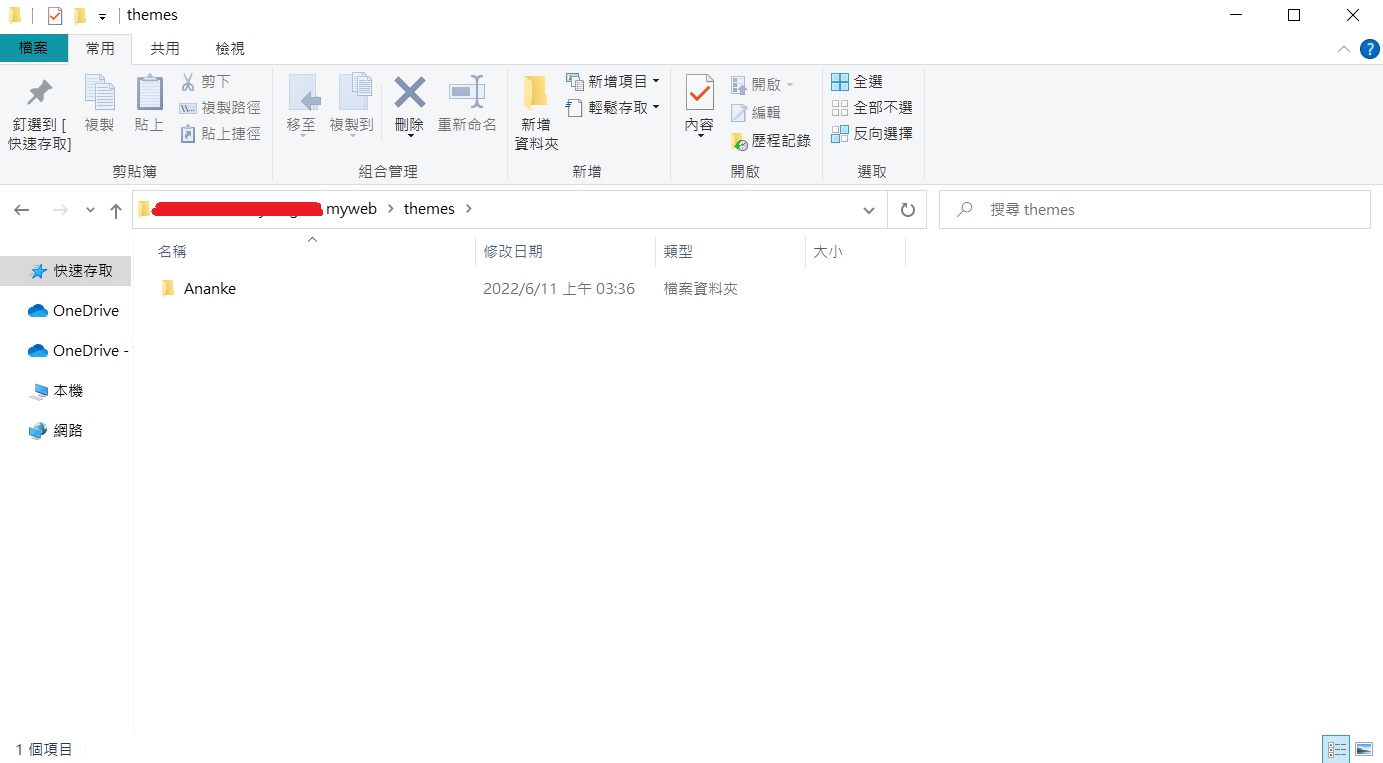 themes
檔案 常用 共用 檢視
釘選到 [
快速存取]
複製
貼上
剪下
複製路徑
貼上捷徑
剪貼簿
移至
複製到
刪除
重新命名
組合管理
新增
資料夾
新增項目
輕鬆存取
新增
內容
開啟
編輯
歷程記錄
開啟
全選
全部不選
反向選擇
選取
myweb > themes >
搜尋 themes
名稱 修改日期 類型 大小
Ananke 2022/6/11 上午 03:36 檔案資料夾
快速存取
OneDrive
OneDrive -
本機
網路
1 個項目